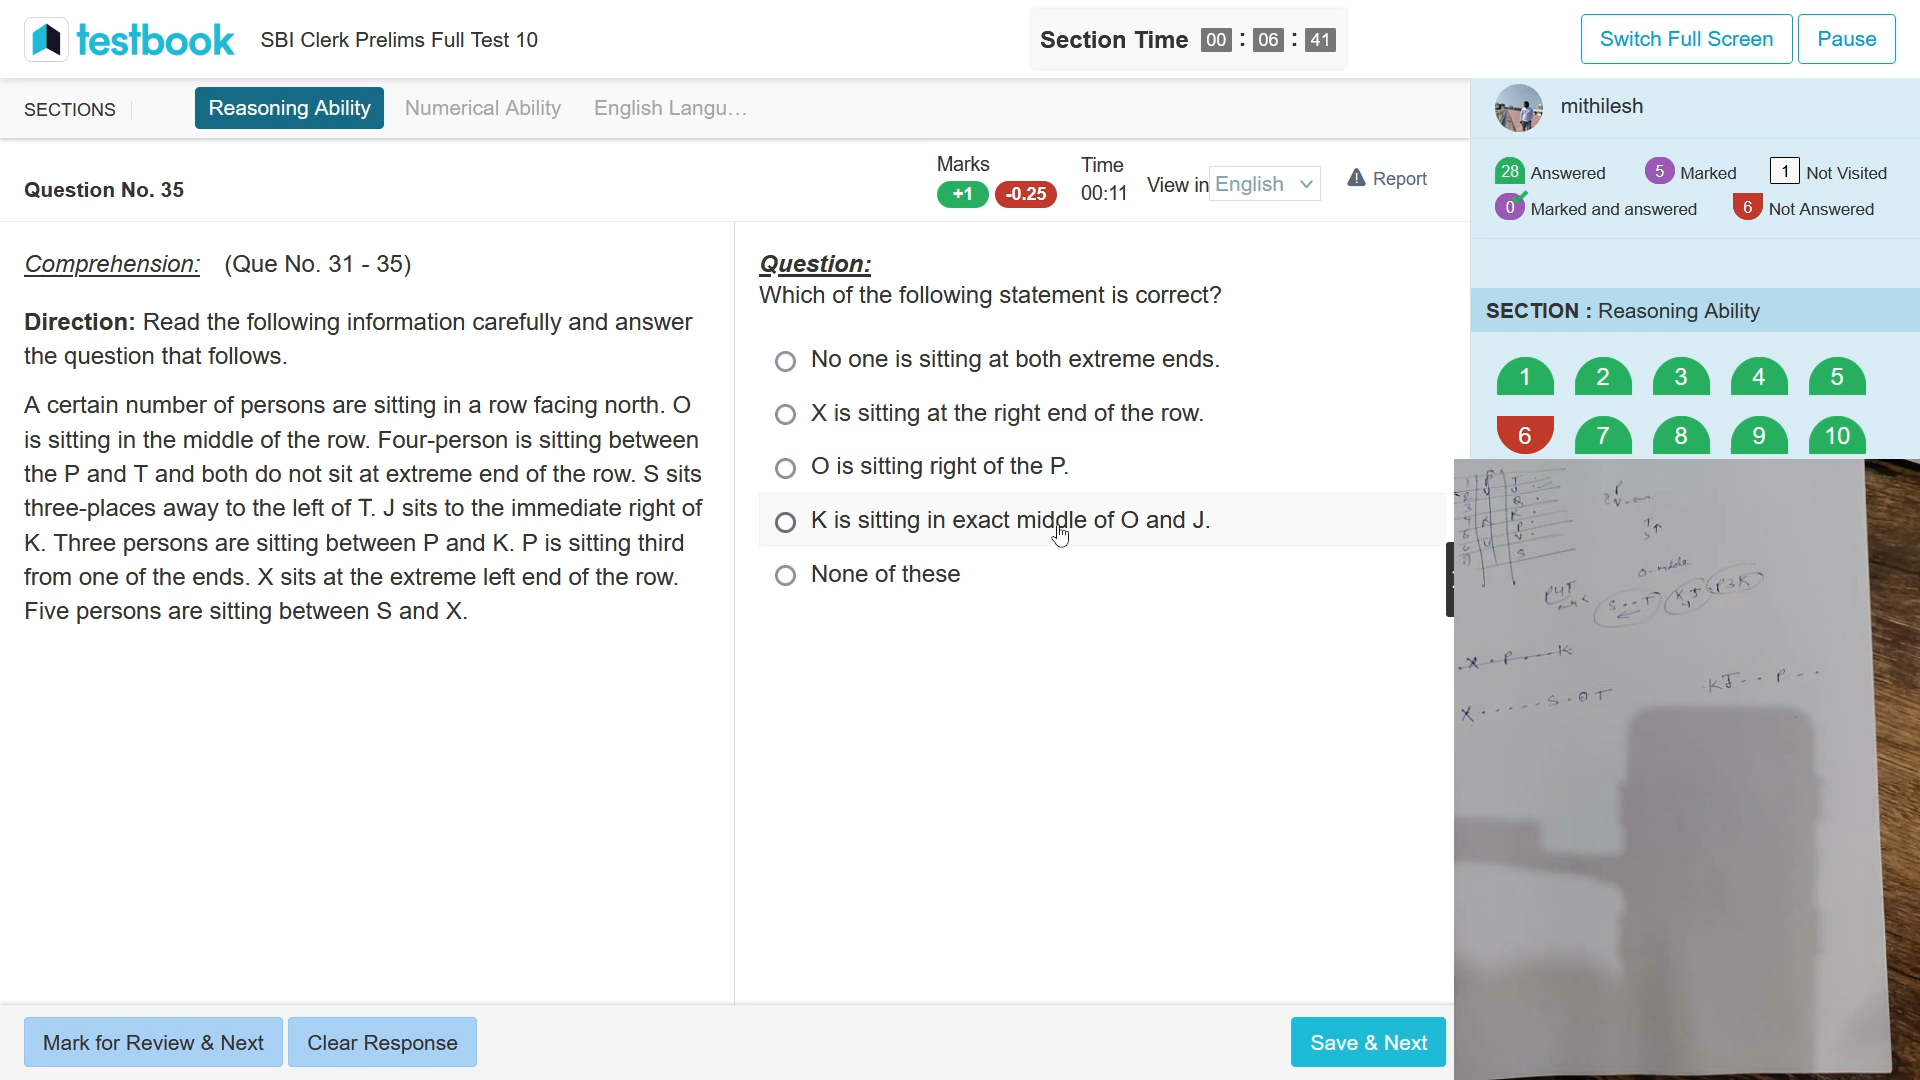 testbook SBI Clerk Prelims Full Test 10 Section Time 00 : 06 : 41 Switch Full Screen Pause
SECTIONS Reasoning Ability Numerical Ability English Langu... mithilesh
28 Answered 5 Marked 1 Not Visited
0 Marked and answered 6 Not Answered
Question No. 35 Marks +1 -0.25 Time 00:11 View in English Report
Comprehension: (Que No. 31 - 35)
Direction: Read the following information carefully and answer
the question that follows.
A certain number of persons are sitting in a row facing north. O
is sitting in the middle of the row. Four-person is sitting between
the P and T and both do not sit at extreme end of the row. S sits
three-places away to the left of T. J sits to the immediate right of
K. Three persons are sitting between P and K. P is sitting third
from one of the ends. X sits at the extreme left end of the row.
Five persons are sitting between S and X.
Question:
Which of the following statement is correct?
No one is sitting at both extreme ends.
X is sitting at the right end of the row.
O is sitting right of the P.
K is sitting in exact middle of O and J.
None of these
SECTION : Reasoning Ability
1 2 3 4 5
6 7 8 9 10
O-middle
P4T
S..T KJ P3K
X.P...K
KJ..P..
X.....S.OT
Mark for Review & Next Clear Response Save & Next